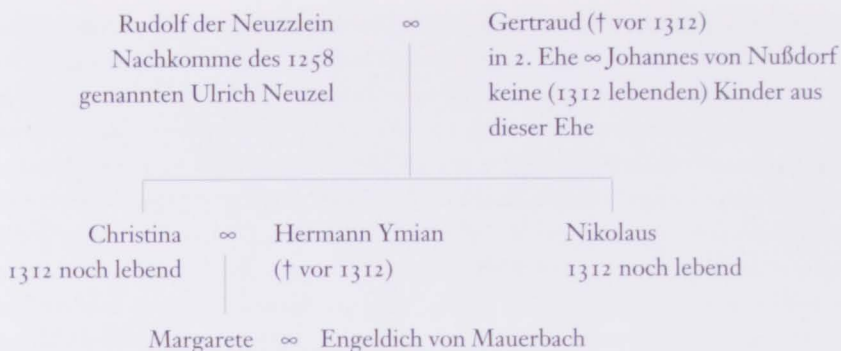 Rudolf der Neuzzlein ∞ Gertraud († vor 1312)
Nachkomme des 1258 in 2. Ehe ∞ Johannes von Nußdorf
genannten Ulrich Neuzel keine (1312 lebenden) Kinder aus
dieser Ehe
Christina ∞ Hermann Ymian Nikolaus
1312 noch lebend († vor 1312) 1312 noch lebend
Margarete ∞ Engeldich von Mauerbach